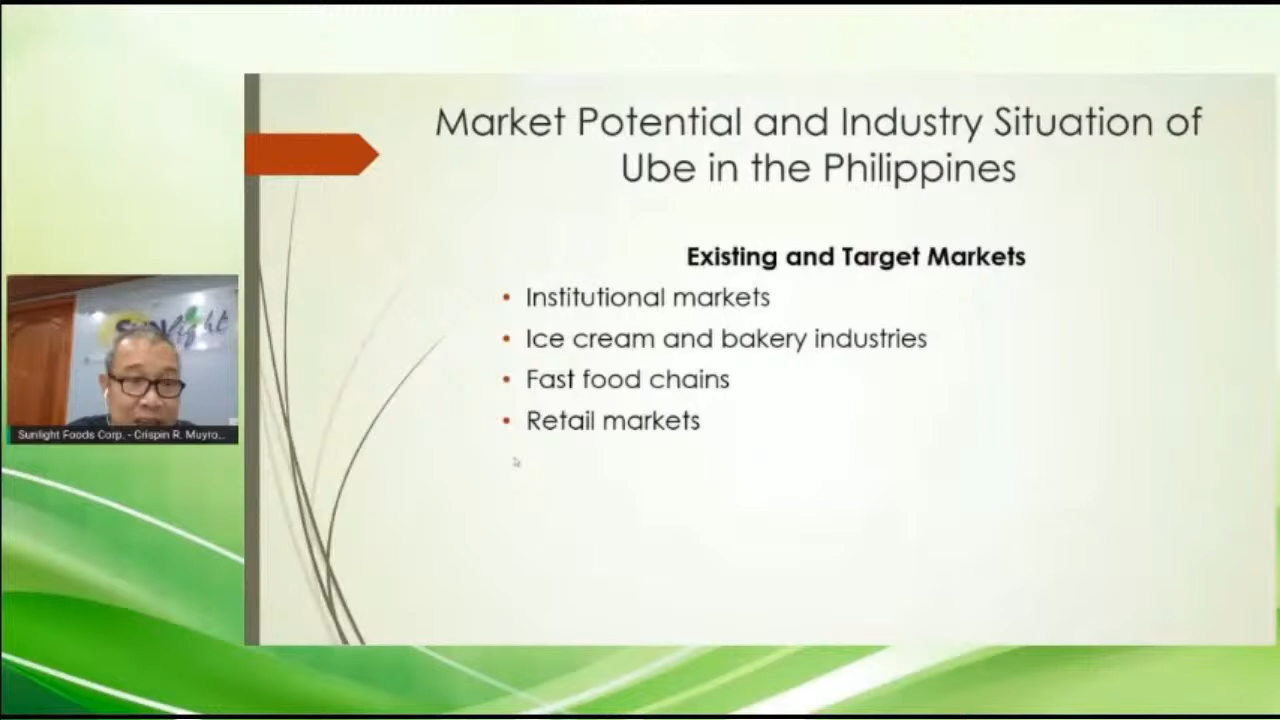 Market Potential and Industry Situation of
Ube in the Philippines
Existing and Target Markets
• Institutional markets
• Ice cream and bakery industries
• Fast food chains
• Retail markets
Sunlight
Sunlight Foods Corp. - Crispin R. Muyro...